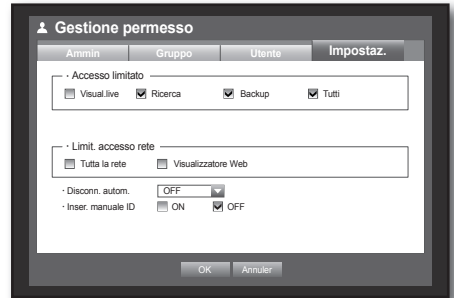 Gestione permesso
Ammin Gruppo Utente Impostaz.
· Accesso limitato
Visual.live Ricerca Backup Tutti
· Limit. accesso rete
Tutta la rete Visualizzatore Web
· Disconn. autom. OFF
· Inser. manuale ID ON OFF
OK Annuler